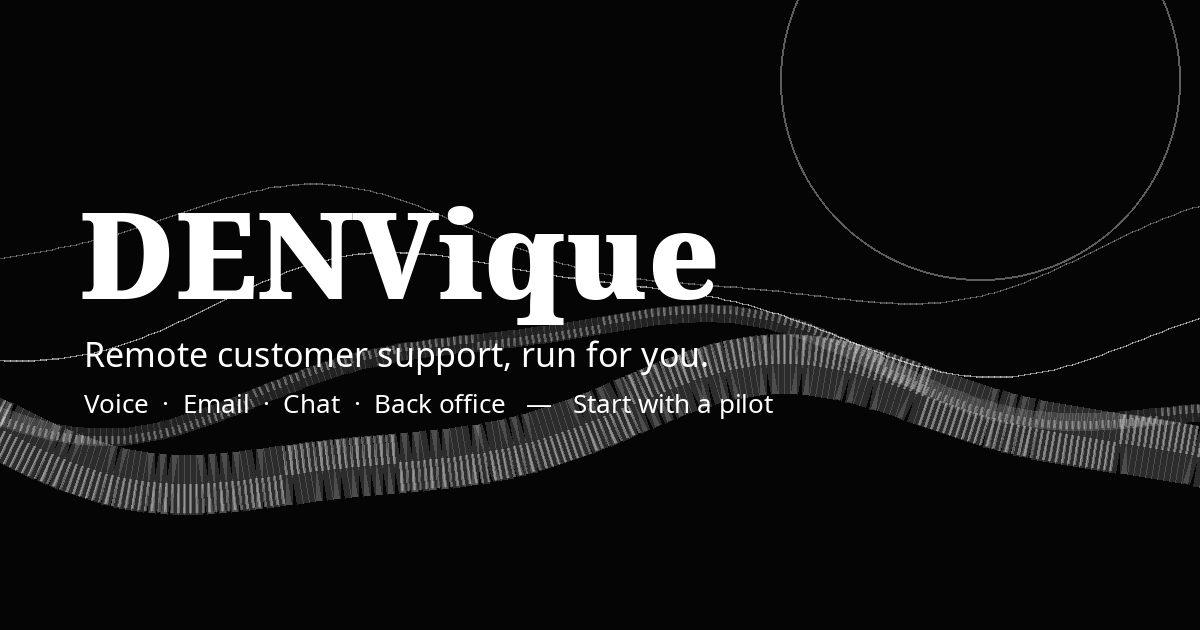 DENVique
Remote customer support, run for you.
Voice · Email · Chat · Back office — Start with a pilot